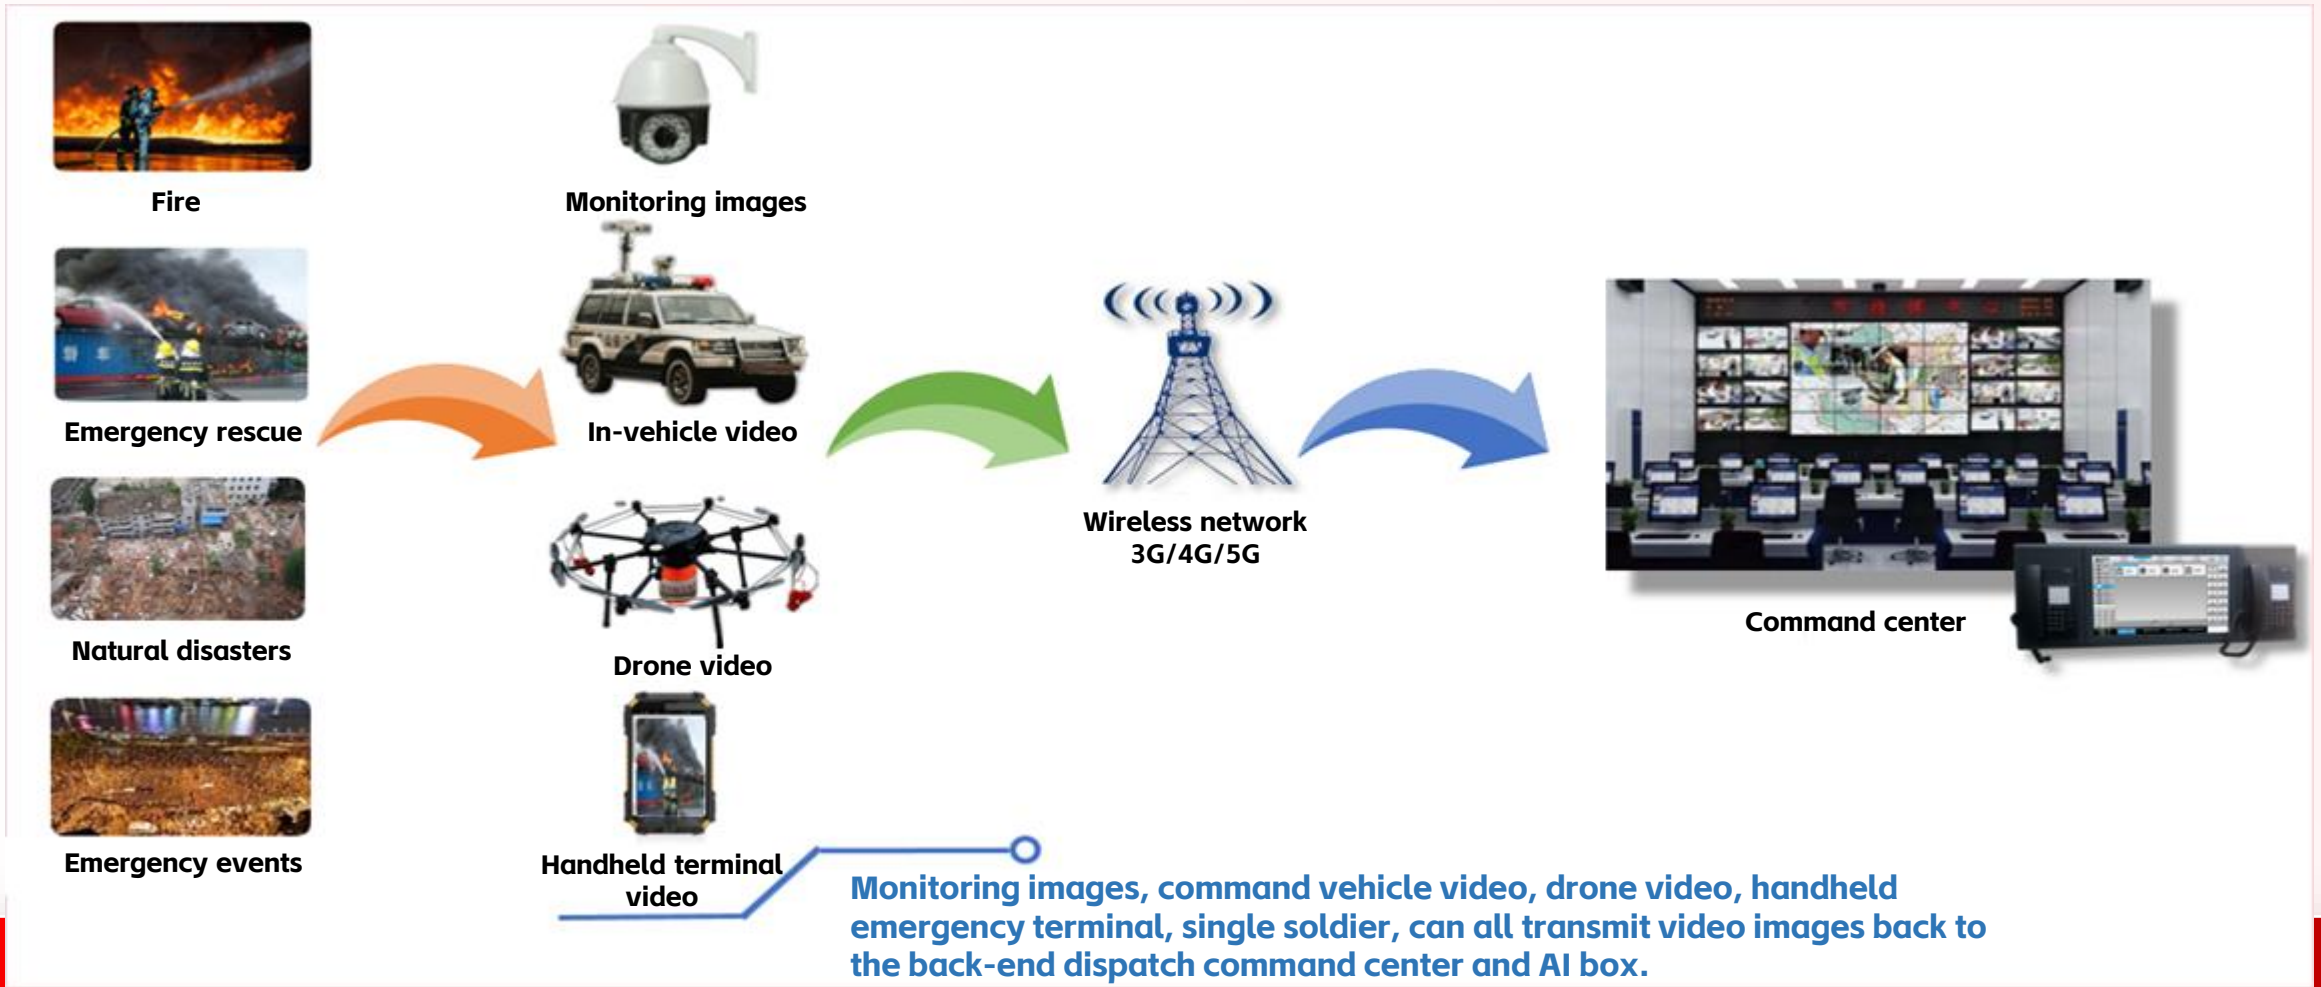 Fire
Emergency rescue
Natural disasters
Emergency events
Monitoring images
In-vehicle video
Drone video
Handheld terminal
video
Wireless network
3G/4G/5G
Command center
Monitoring images, command vehicle video, drone video, handheld
emergency terminal, single soldier, can all transmit video images back to
the back-end dispatch command center and AI box.